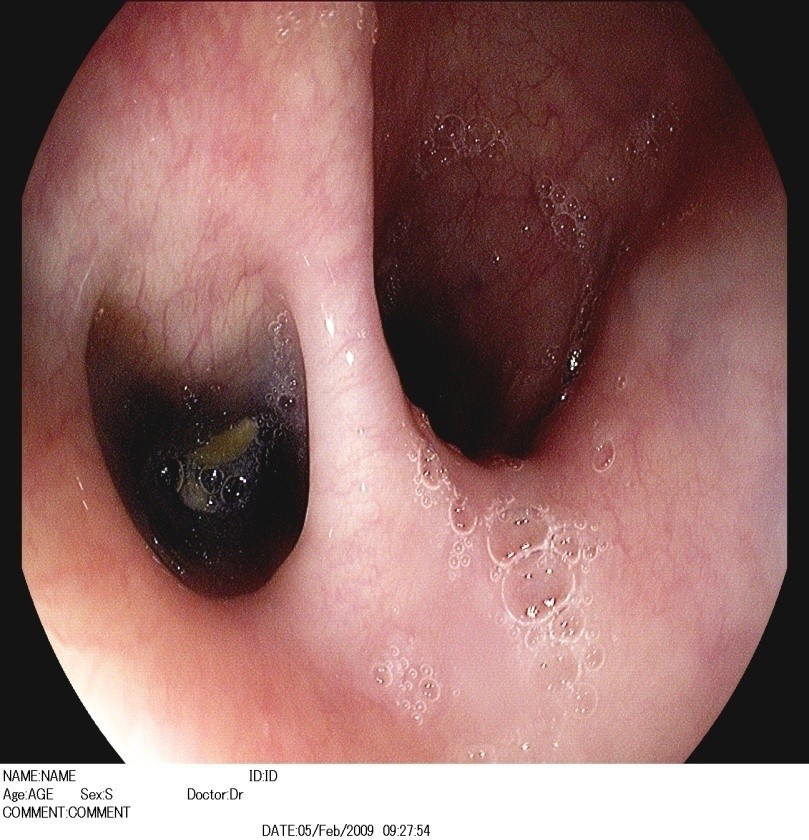 NAME:NAME ID:ID
Age:AGE Sex:S Doctor:Dr
COMMENT:COMMENT
DATE:05/Feb/2009 09:27:54